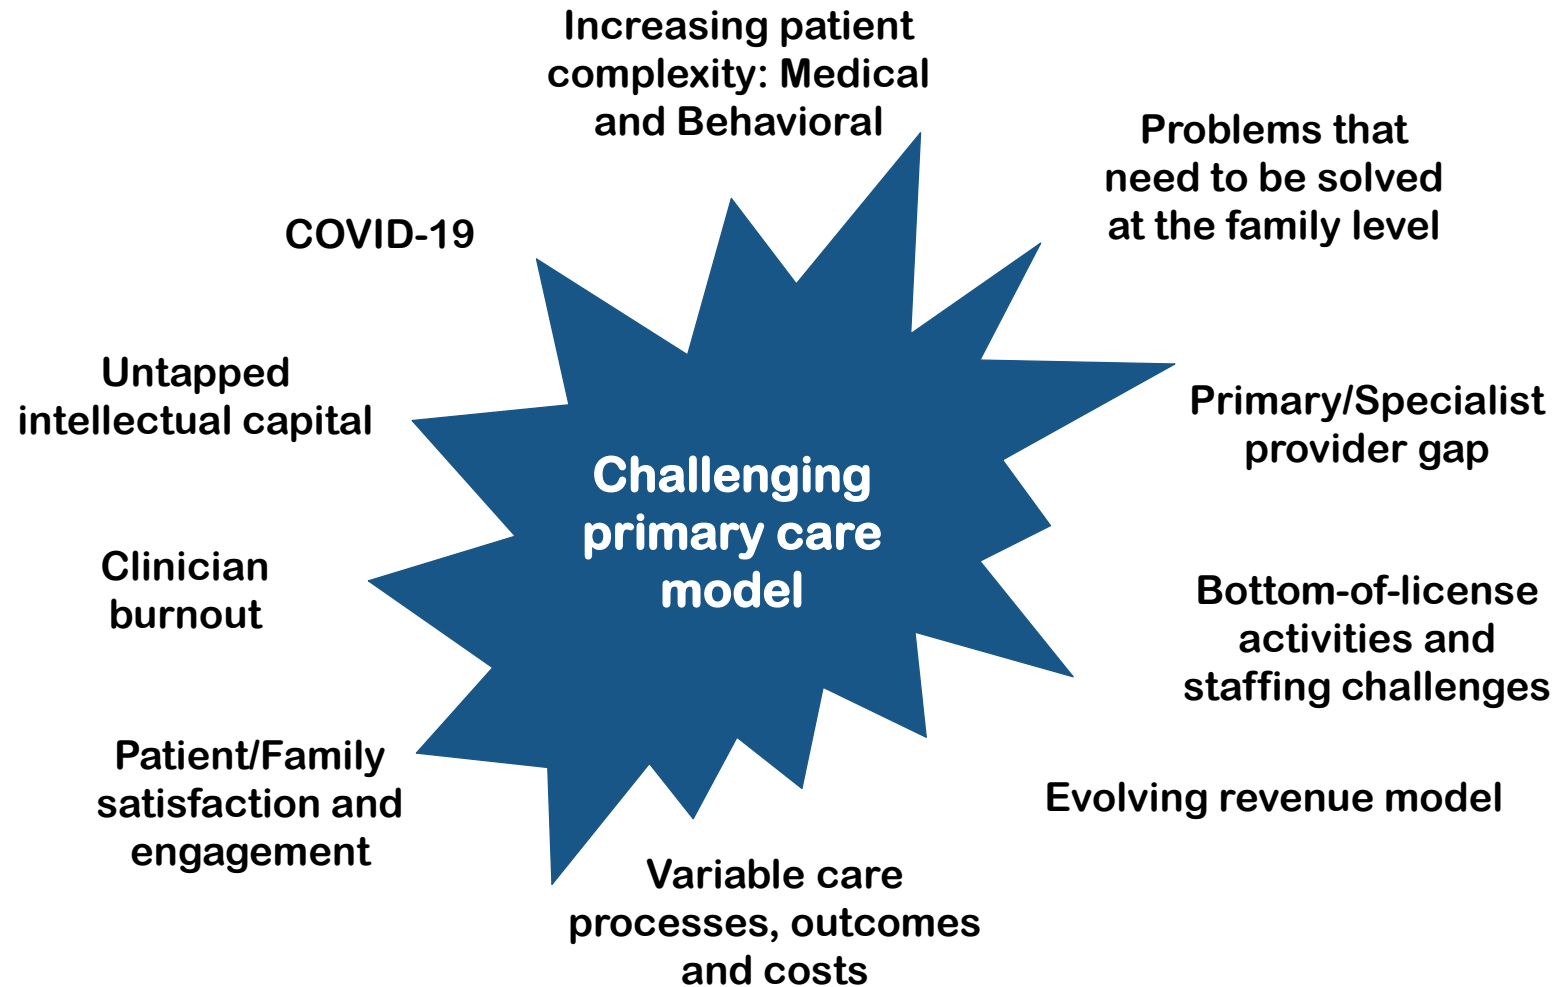 Increasing patient
complexity: Medical
and Behavioral
Problems that
need to be solved
at the family level
COVID-19
Untapped
intellectual capital
Primary/Specialist
provider gap
Challenging
primary care
model
Clinician
burnout
Bottom-of-license
activities and
staffing challenges
Patient/Family
satisfaction and
engagement
Evolving revenue model
Variable care
processes, outcomes
and costs